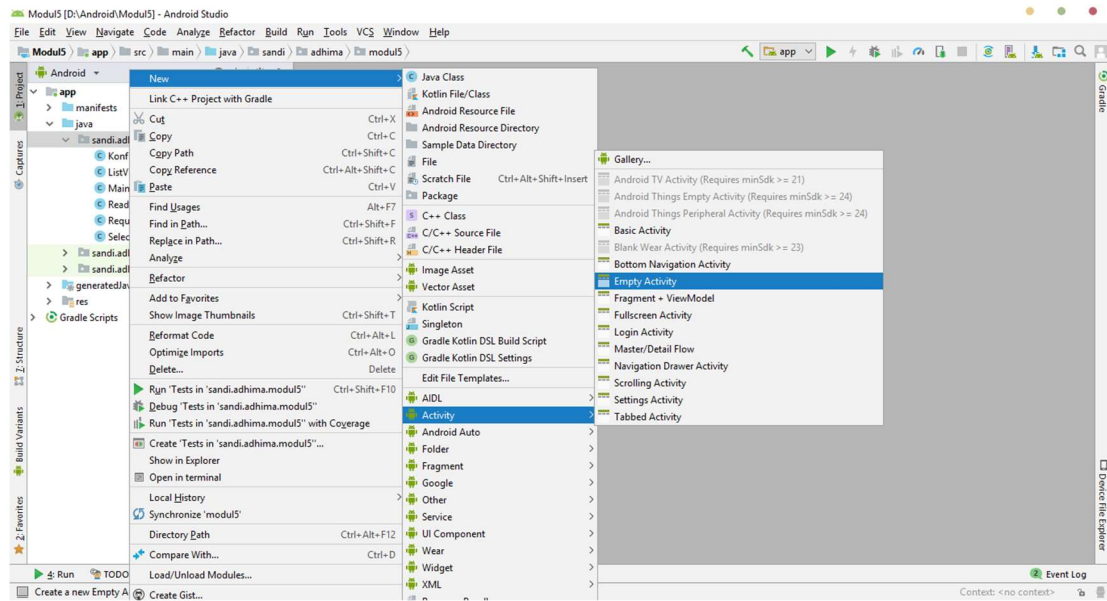 Modul5 [D:\Android\Modul5] - Android Studio
File Edit View Navigate Code Analyze Refactor Build Run Tools VCS Window Help
Modul5 app src main java sandi adhima modul5
app
Android
1: Project
Captures
7: Structure
Build Variants
2: Favorites
app
manifests
java
sandi.adl
Konf
ListV
Main
Read
Requ
Selec
sandi.adl
sandi.adl
generatedJav
res
Gradle Scripts
New
Link C++ Project with Gradle
Cut Ctrl+X
Copy Ctrl+C
Copy Path Ctrl+Shift+C
Copy Reference Ctrl+Alt+Shift+C
Paste Ctrl+V
Find Usages Alt+F7
Find in Path... Ctrl+Shift+F
Replace in Path... Ctrl+Shift+R
Analyze
Refactor
Add to Favorites
Show Image Thumbnails Ctrl+Shift+T
Reformat Code Ctrl+Alt+L
Optimize Imports Ctrl+Alt+O
Delete... Delete
Run 'Tests in 'sandi.adhima.modul5'' Ctrl+Shift+F10
Debug 'Tests in 'sandi.adhima.modul5''
Run 'Tests in 'sandi.adhima.modul5'' with Coverage
Create 'Tests in 'sandi.adhima.modul5''...
Show in Explorer
Open in terminal
Local History
Synchronize 'modul5'
Directory Path Ctrl+Alt+F12
Compare With... Ctrl+D
Load/Unload Modules...
Create Gist...
Java Class
Kotlin File/Class
Android Resource File
Android Resource Directory
Sample Data Directory
File
Scratch File Ctrl+Alt+Shift+Insert
Package
C++ Class
C/C++ Source File
C/C++ Header File
Image Asset
Vector Asset
Kotlin Script
Singleton
Gradle Kotlin DSL Build Script
Gradle Kotlin DSL Settings
Edit File Templates...
AIDL
Activity
Android Auto
Folder
Fragment
Google
Other
Service
UI Component
Wear
Widget
XML
Gallery...
Android TV Activity (Requires minSdk >= 21)
Android Things Empty Activity (Requires minSdk >= 24)
Android Things Peripheral Activity (Requires minSdk >= 24)
Basic Activity
Blank Wear Activity (Requires minSdk >= 23)
Bottom Navigation Activity
Empty Activity
Fragment + ViewModel
Fullscreen Activity
Login Activity
Master/Detail Flow
Navigation Drawer Activity
Scrolling Activity
Settings Activity
Tabbed Activity
Gradle
Device File Explorer
4: Run TODO
2 Event Log
Create a new Empty A
Context: <no context>